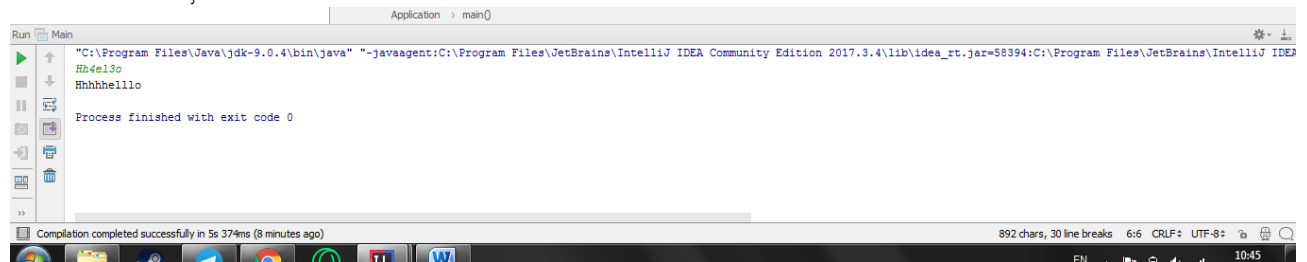 Application › main()
Run Main
"C:\Program Files\Java\jdk-9.0.4\bin\java" "-javaagent:C:\Program Files\JetBrains\IntelliJ IDEA Community Edition 2017.3.4\lib\idea_rt.jar=58394:C:\Program Files\JetBrains\IntelliJ IDEA
Hh4el3o
Hhhhhelllo
Process finished with exit code 0
»
Compilation completed successfully in 5s 374ms (8 minutes ago) 892 chars, 30 line breaks 6:6 CRLF÷ UTF-8÷
EN 10:45